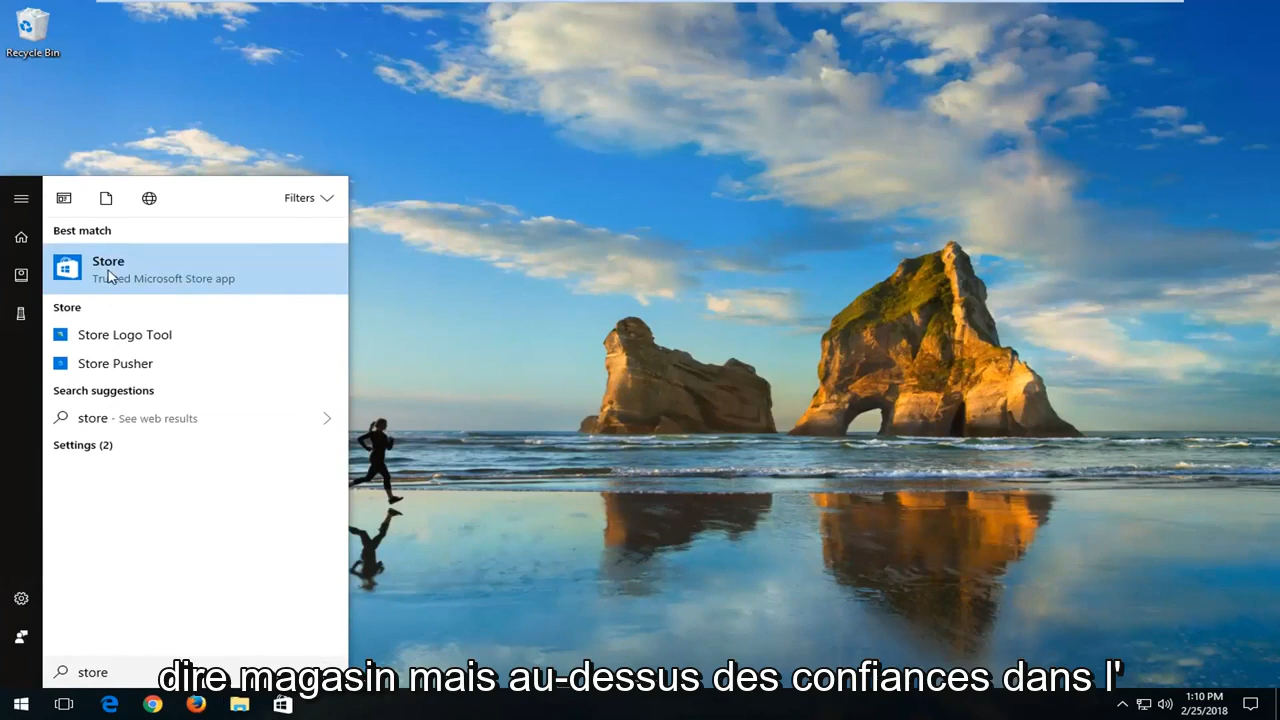 Recycle Bin
Filters
Best match
Store
Trusted Microsoft Store app
Store
Store Logo Tool
Store Pusher
Search suggestions
store - See web results
Settings (2)
store
dire magasin mais au-dessus des confiances dans l'
1:10 PM
2/25/2018